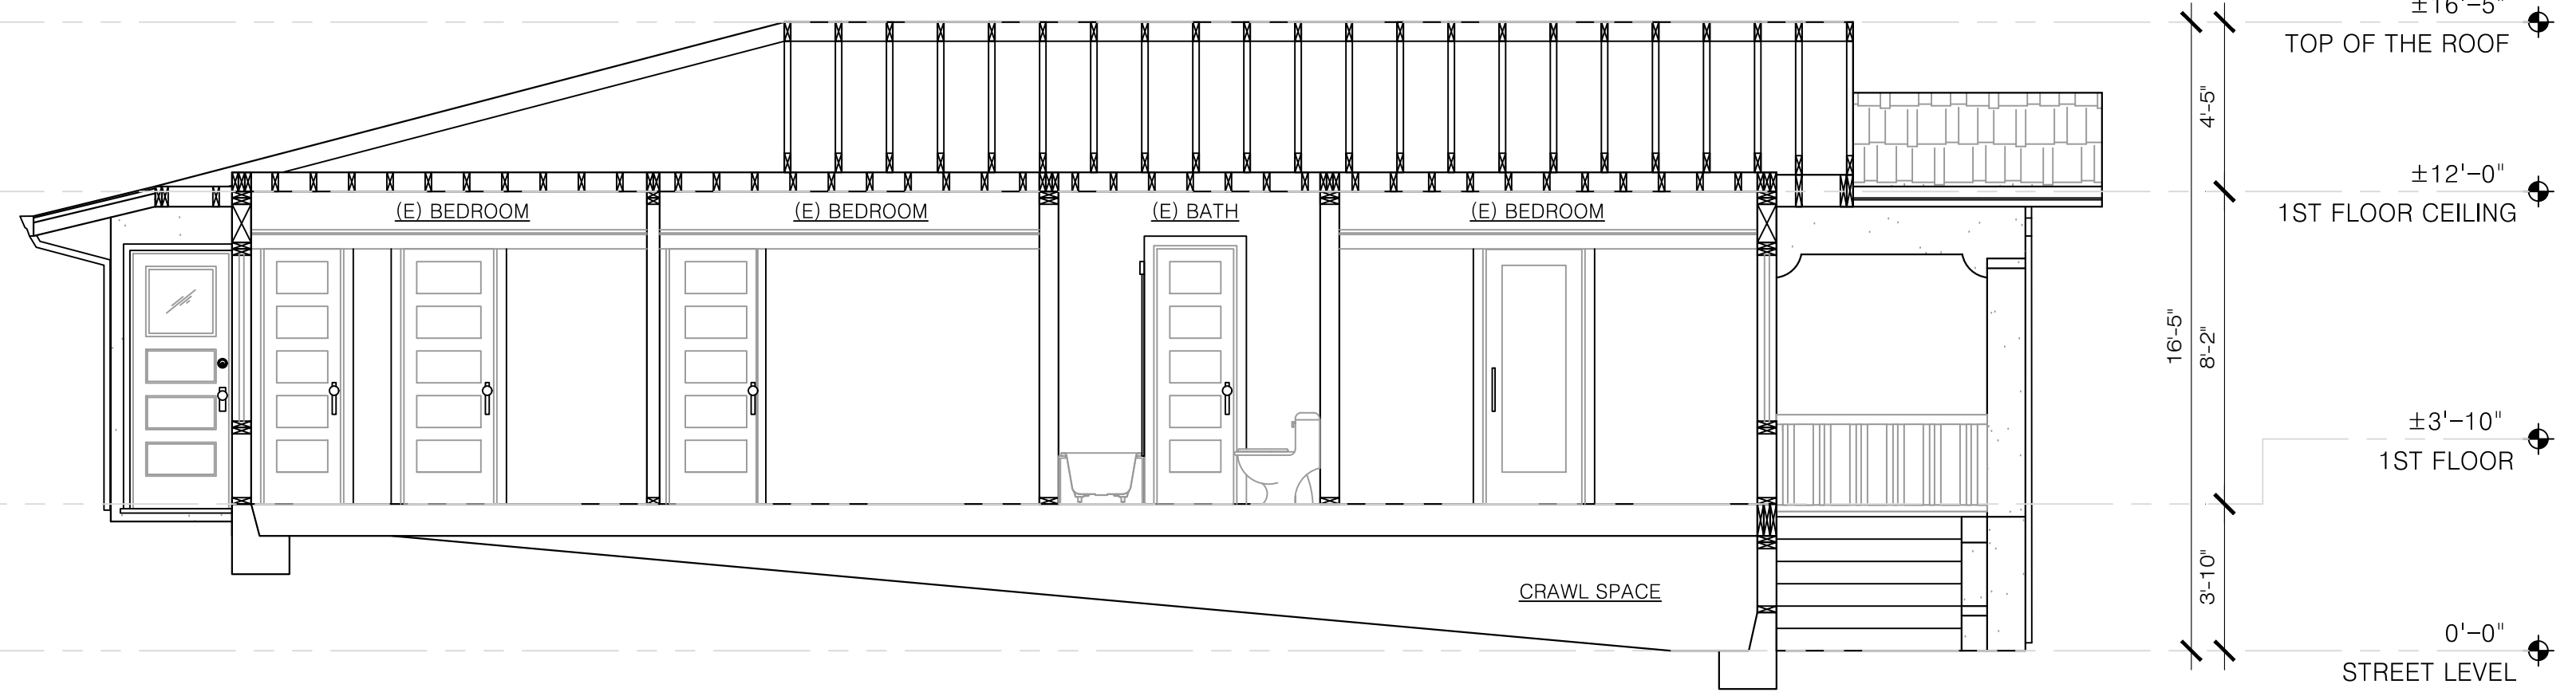 ±16'-5"
TOP OF THE ROOF
4'-5"
±12'-0"
1ST FLOOR CEILING
(E) BEDROOM
(E) BEDROOM
(E) BATH
(E) BEDROOM
16'-5"
8'-2"
±3'-10"
1ST FLOOR
3'-10"
CRAWL SPACE
0'-0"
STREET LEVEL